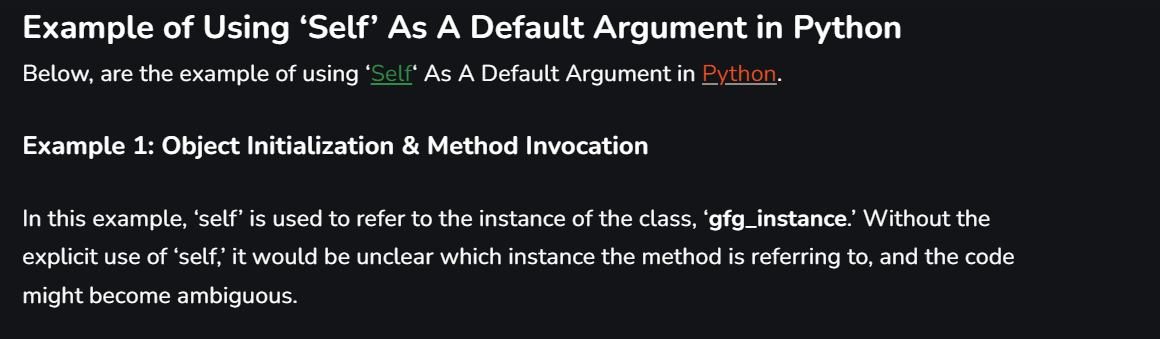 Example of Using ‘Self’ As A Default Argument in Python
Below, are the example of using ‘Self‘ As A Default Argument in Python.
Example 1: Object Initialization & Method Invocation
In this example, ‘self’ is used to refer to the instance of the class, ‘gfg_instance.’ Without the
explicit use of ‘self,’ it would be unclear which instance the method is referring to, and the code
might become ambiguous.